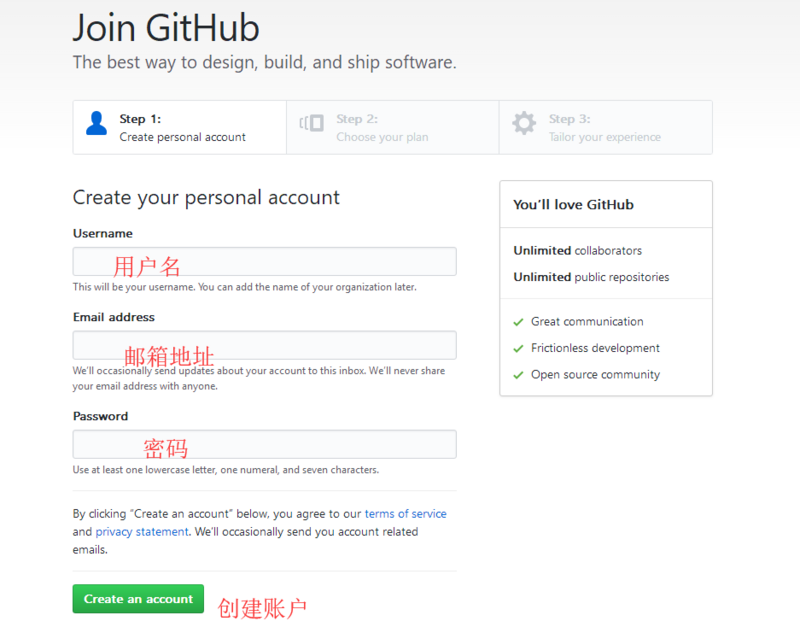 Join GitHub
The best way to design, build, and ship software.
Step 1:
Create personal account
Step 2:
Choose your plan
Step 3:
Tailor your experience
Create your personal account
Username
用户名
This will be your username. You can add the name of your organization later.
Email address
邮箱地址
We'll occasionally send updates about your account to this inbox. We'll never share
your email address with anyone.
Password
密码
Use at least one lowercase letter, one numeral, and seven characters.
By clicking "Create an account" below, you agree to our terms of service
and privacy statement. We'll occasionally send you account related
emails.
Create an account
创建账户
You'll love GitHub
Unlimited collaborators
Unlimited public repositories
Great communication
Frictionless development
Open source community